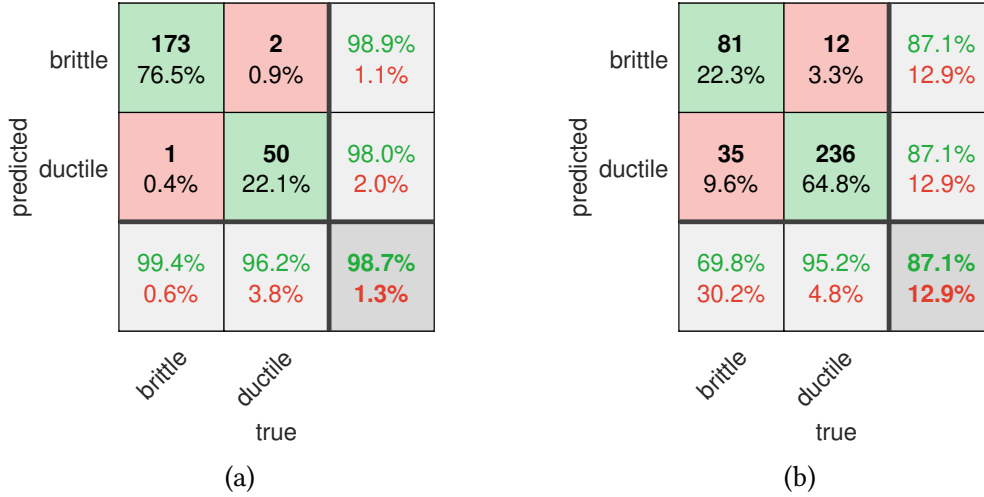 173 2 98.9%
brittle
76.5% 0.9% 1.1%
1 50 98.0%
ductile
0.4% 22.1% 2.0%
predicted
99.4% 96.2% 98.7%
0.6% 3.8% 1.3%
brittle
ductile
true
(a)
81 12 87.1%
brittle
22.3% 3.3% 12.9%
35 236 87.1%
ductile
9.6% 64.8% 12.9%
predicted
69.8% 95.2% 87.1%
30.2% 4.8% 12.9%
brittle
ductile
true
(b)